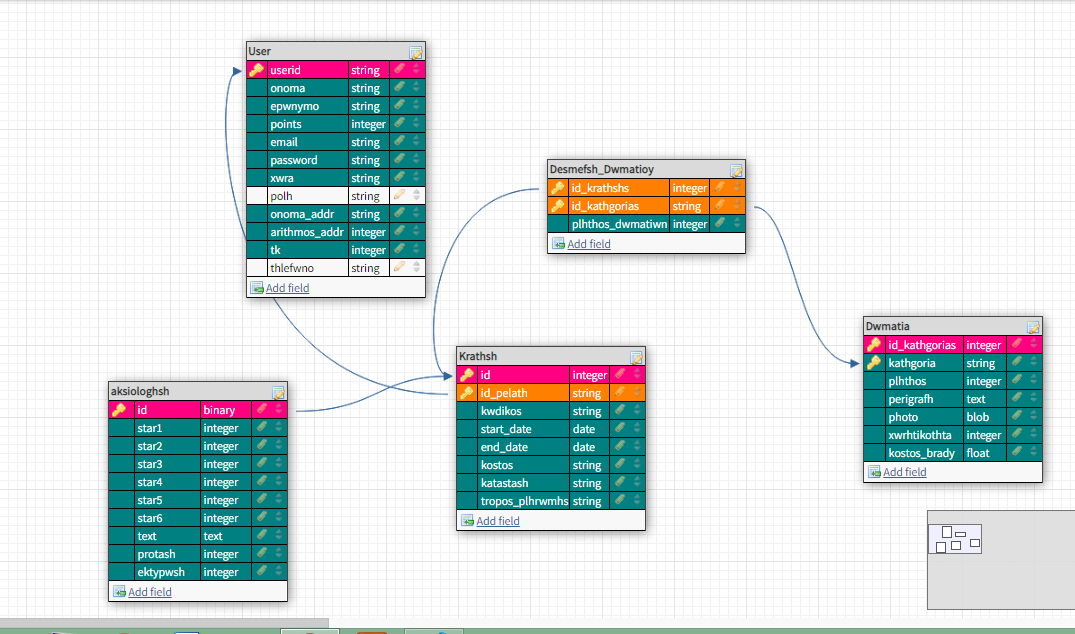 User
userid string
onoma string
epwnymo string
points integer
email string
password string
xwra string
polh string
onoma_addr string
arithmos_addr integer
tk integer
thlefwno string
Add field
Desmefsh_Dwmatioy
id_krathshs integer
id_kathgorias string
plhthos_dwmatiwn integer
Add field
Dwmatia
id_kathgorias integer
kathgoria string
plhthos integer
perigrafh text
photo blob
xwrhtikothta integer
kostos_brady float
Add field
Krathsh
id integer
id_pelath string
kwdikos string
start_date date
end_date date
kostos string
katastash string
tropos_plhrwmhs string
Add field
aksiologhsh
id binary
star1 integer
star2 integer
star3 integer
star4 integer
star5 integer
star6 integer
text text
protash integer
ektypwsh integer
Add field